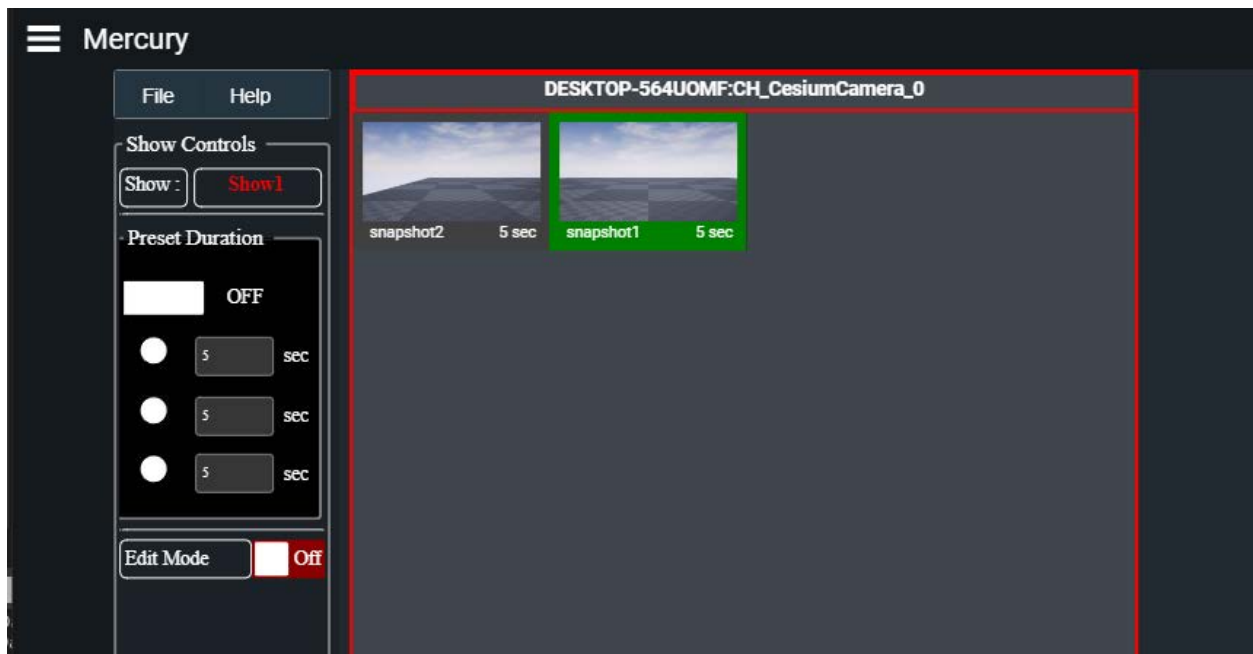 Mercury
File Help
Show Controls
Show : Show1
Preset Duration
OFF
5 sec
5 sec
5 sec
Edit Mode Off
DESKTOP-564UOMF:CH_CesiumCamera_0
snapshot2 5 sec snapshot1 5 sec